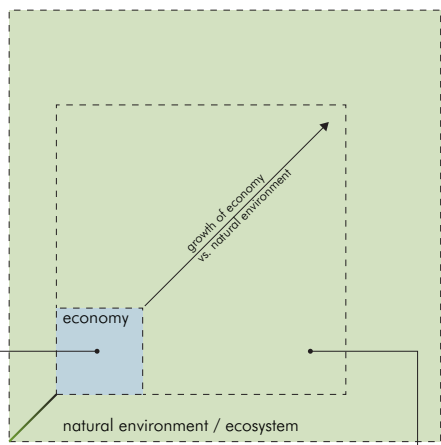 growth of economy
vs. natural environment
economy
natural environment / ecosystem